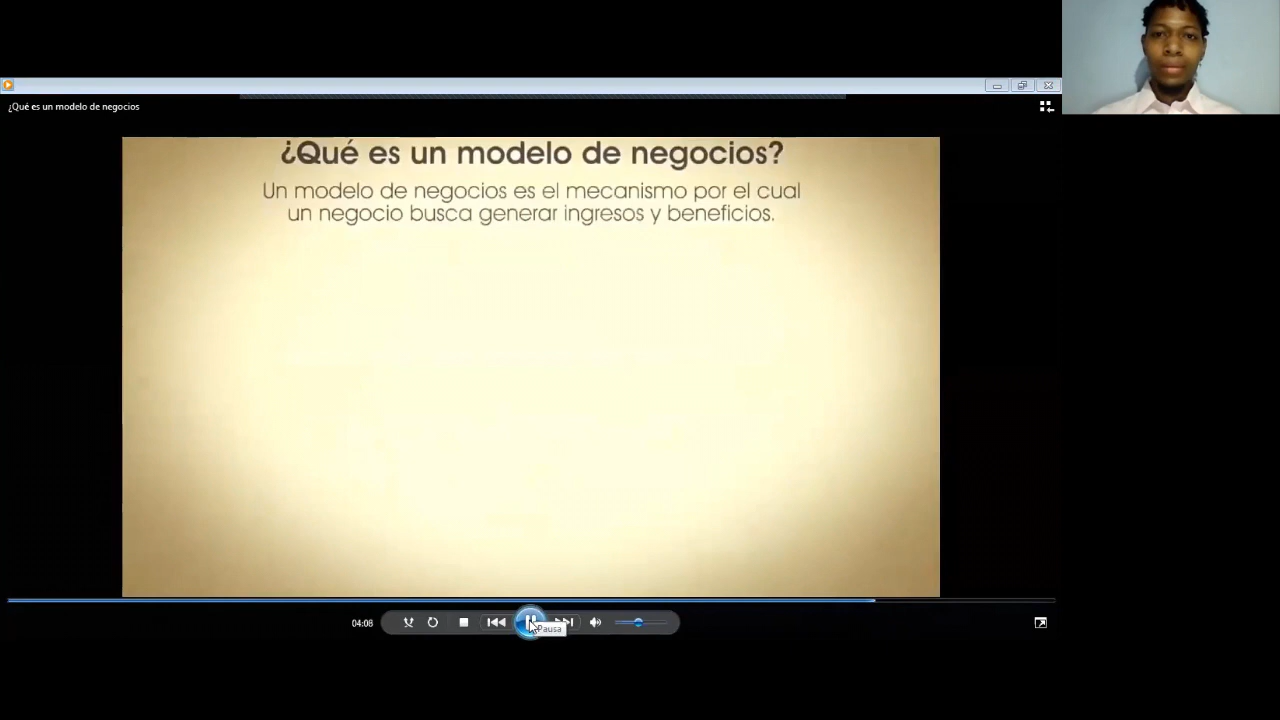 ¿Qué es un modelo de negocios
¿Qué es un modelo de negocios?
Un modelo de negocios es el mecanismo por el cual
un negocio busca generar ingresos y beneficios.
04:08
Pausa